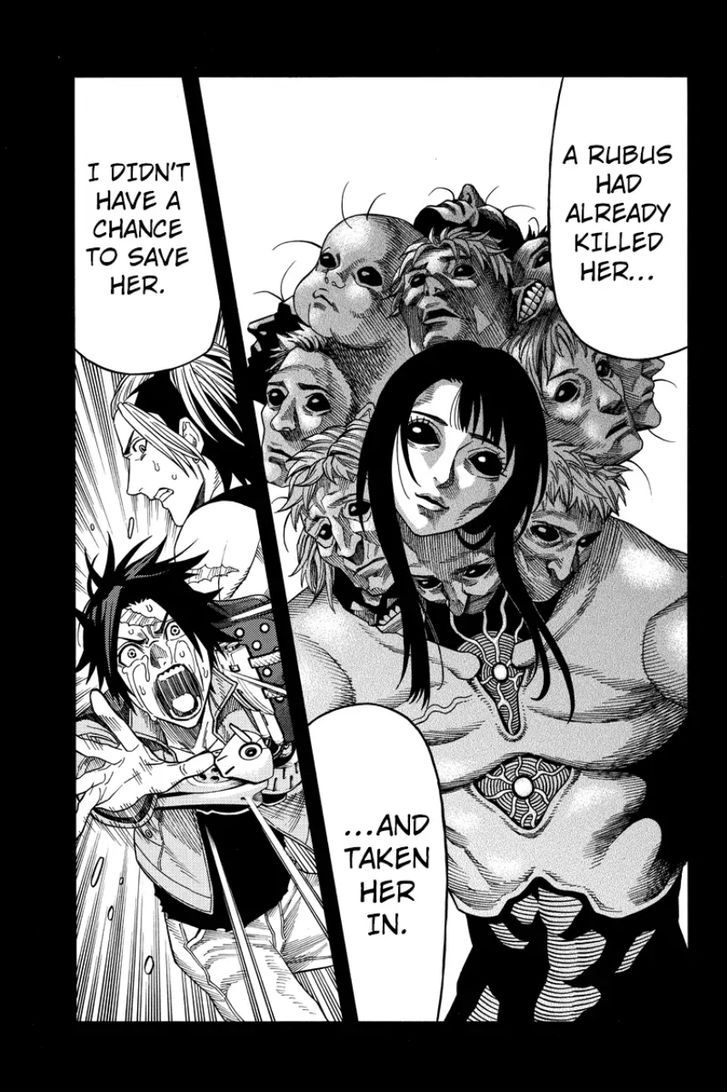 A RUBUS
HAD
ALREADY
KILLED
HER...
...AND
TAKEN
HER
IN.
I DIDN'T
HAVE A
CHANCE
TO SAVE
HER.